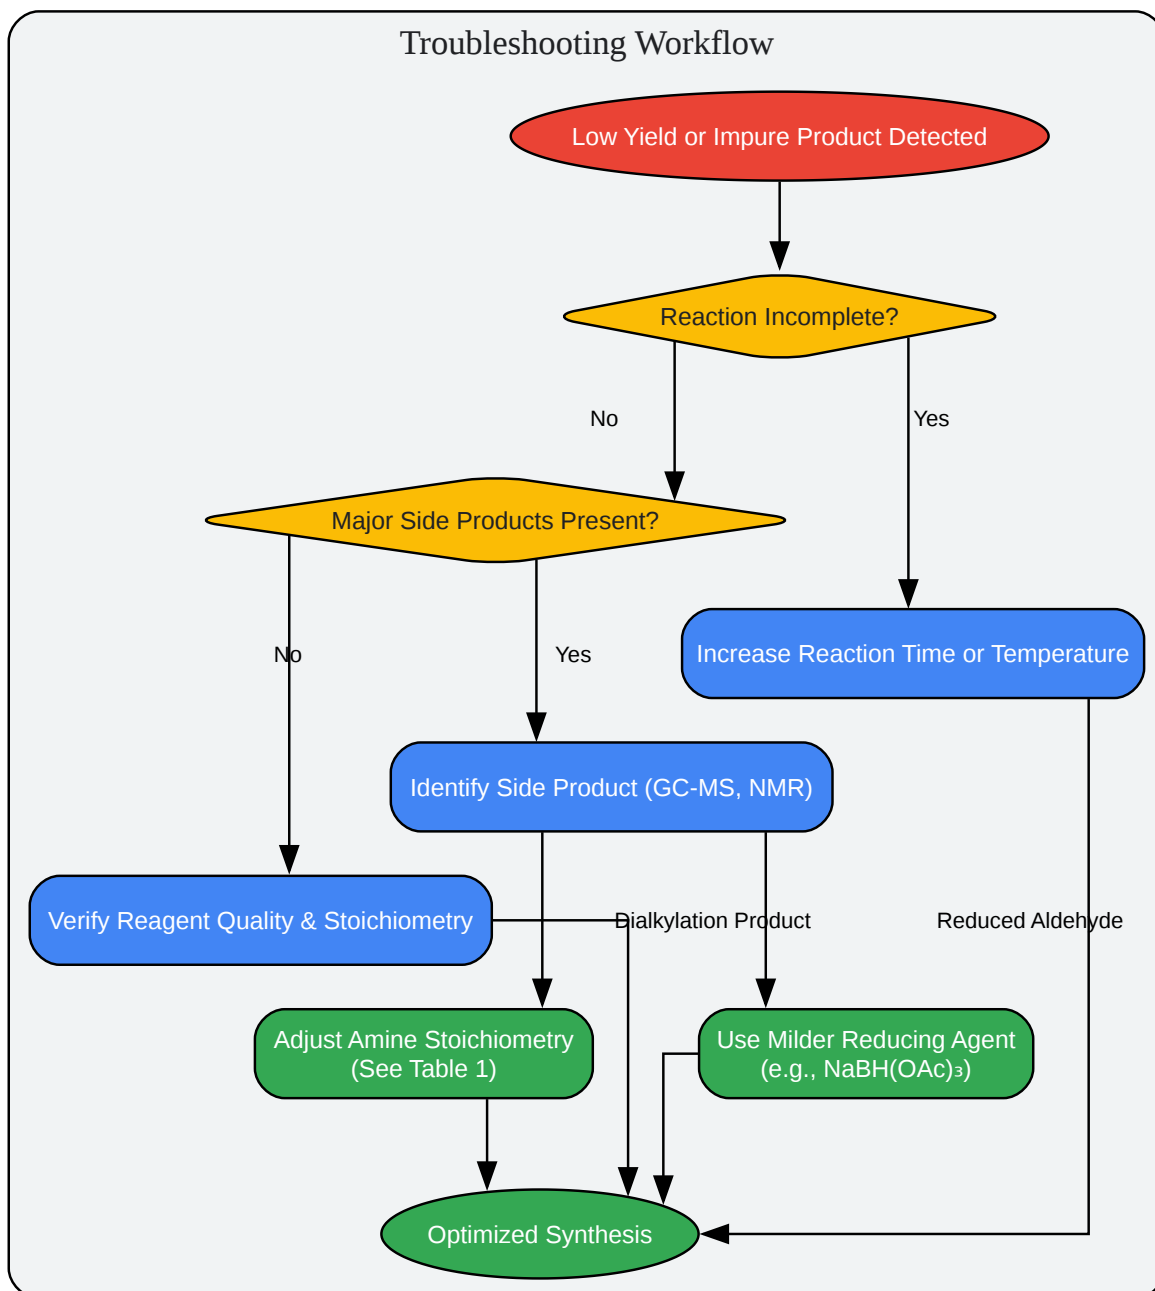 Troubleshooting Workflow
Low Yield or Impure Product Detected
Reaction Incomplete?
No
Yes
Major Side Products Present?
No
Yes
Increase Reaction Time or Temperature
Identify Side Product (GC-MS, NMR)
Verify Reagent Quality & Stoichiometry
Dialkylation Product
Reduced Aldehyde
Adjust Amine Stoichiometry
(See Table 1)
Use Milder Reducing Agent
(e.g., NaBH(OAc)₃)
Optimized Synthesis